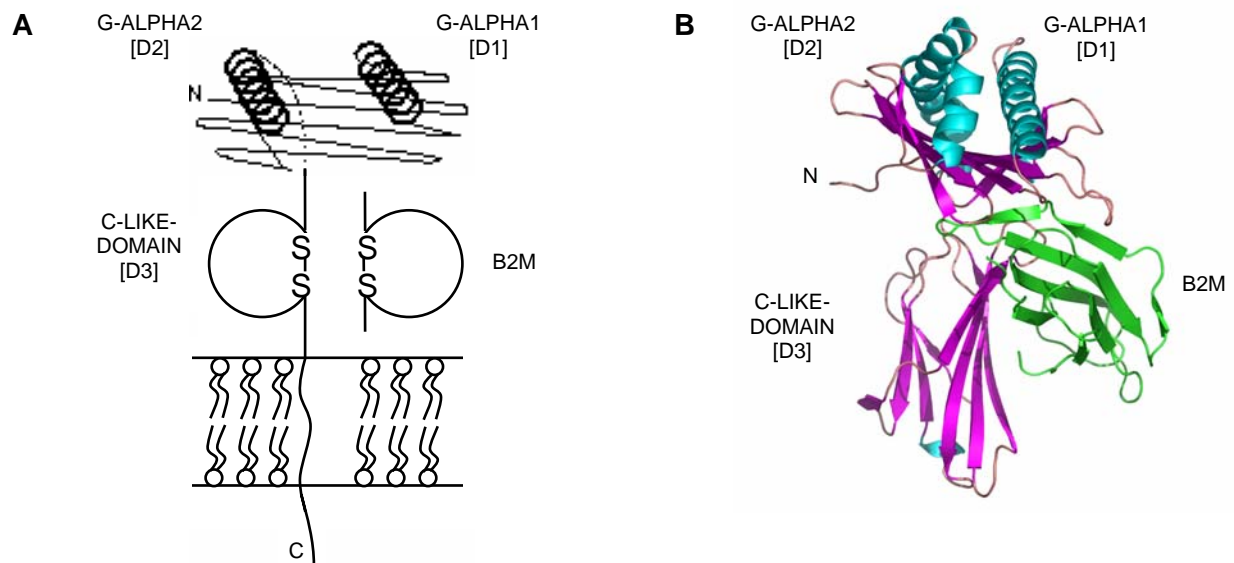 A
G-ALPHA2
[D2]
G-ALPHA1
[D1]
N
C-LIKE-
DOMAIN
[D3]
S
S
S
S
B2M
C
B
G-ALPHA2
[D2]
G-ALPHA1
[D1]
N
C-LIKE-
DOMAIN
[D3]
B2M